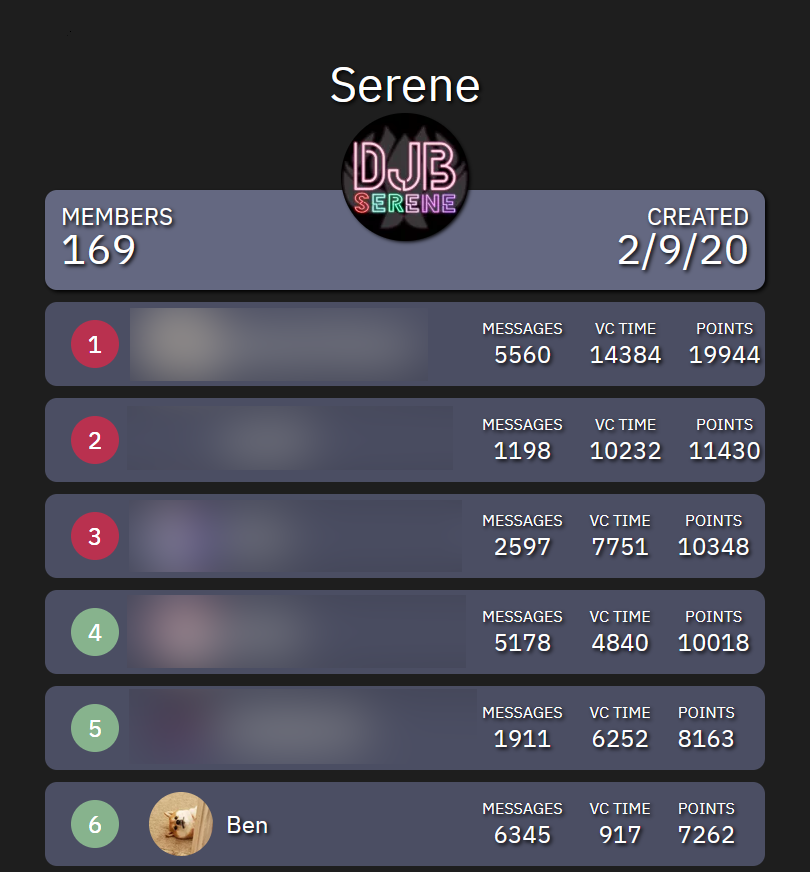 Serene
DJB
SERENE
MEMBERS
169
CREATED
2/9/20
1
MESSAGES VC TIME POINTS
5560 14384 19944
2
MESSAGES VC TIME POINTS
1198 10232 11430
3
MESSAGES VC TIME POINTS
2597 7751 10348
4
MESSAGES VC TIME POINTS
5178 4840 10018
5
MESSAGES VC TIME POINTS
1911 6252 8163
6 Ben
MESSAGES VC TIME POINTS
6345 917 7262